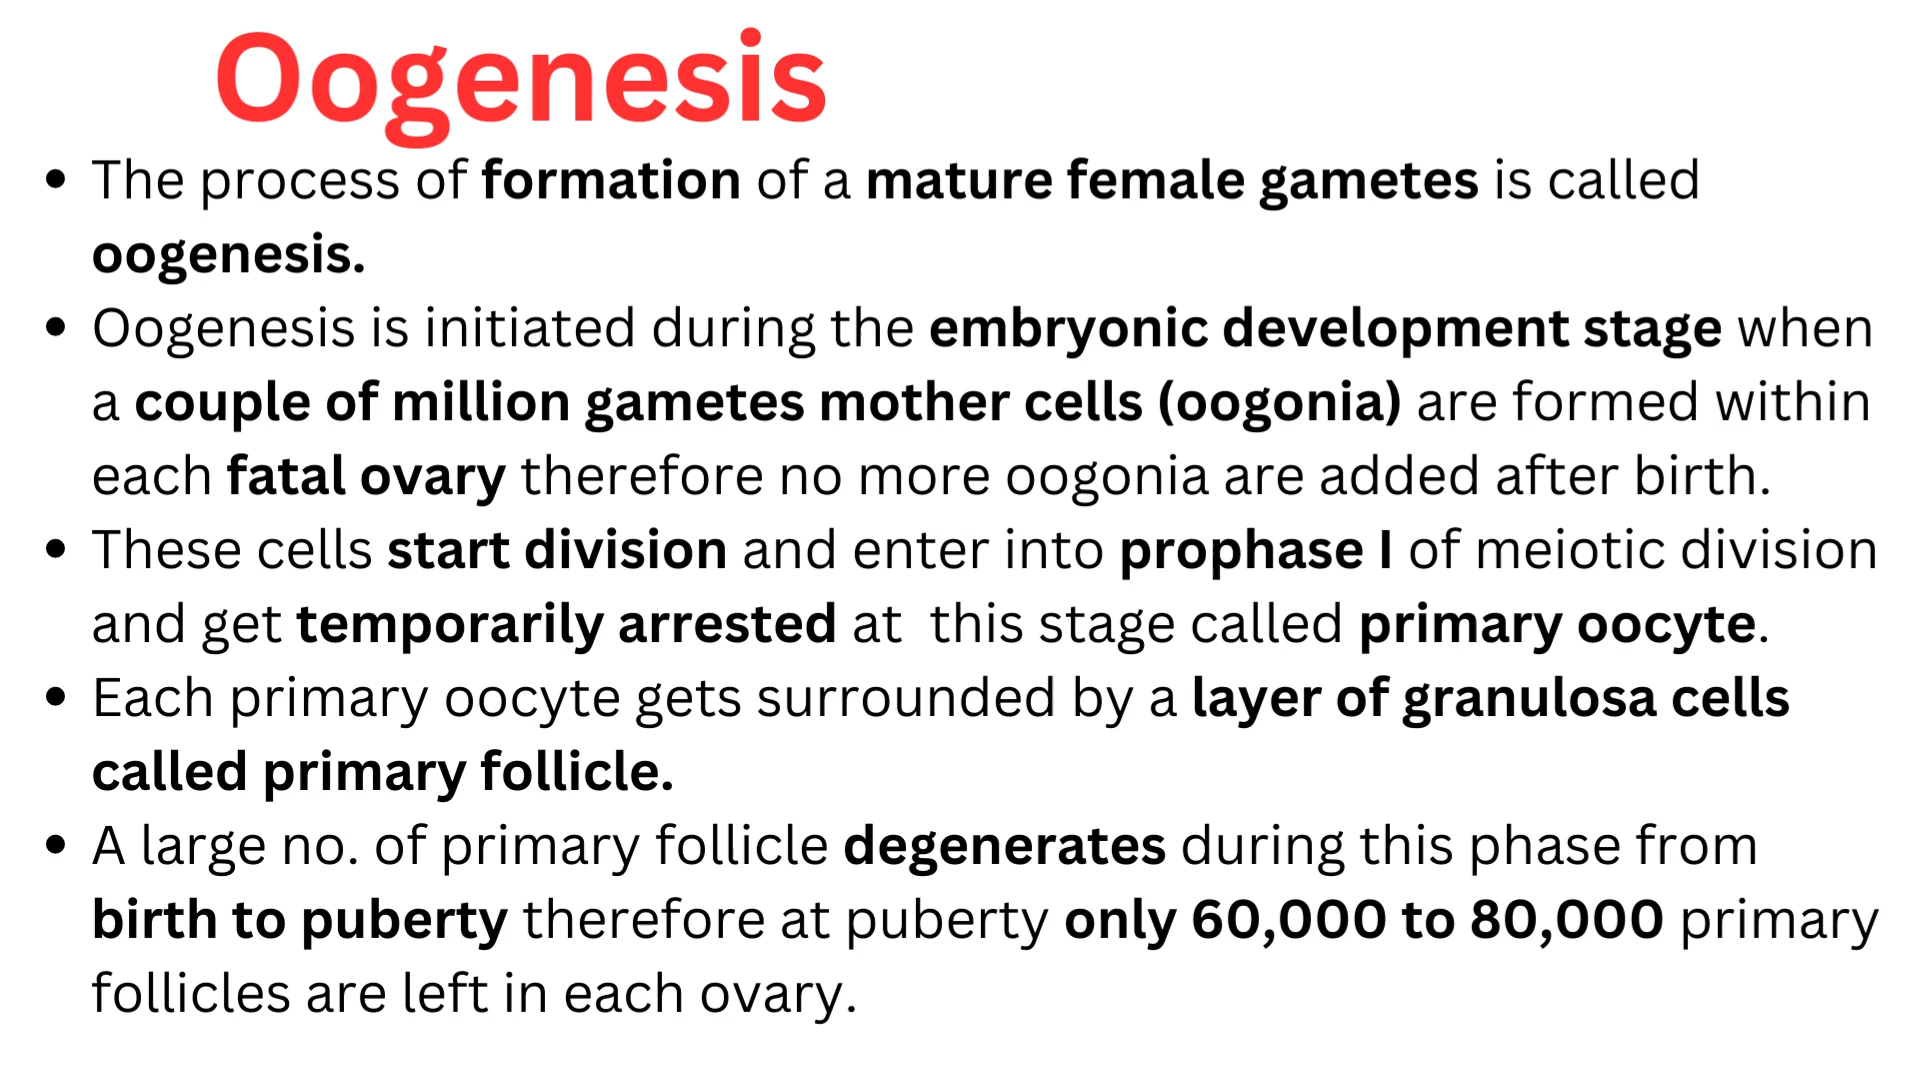 Oogenesis
• The process of formation of a mature female gametes is called
oogenesis.
• Oogenesis is initiated during the embryonic development stage when
a couple of million gametes mother cells (oogonia) are formed within
each fatal ovary therefore no more oogonia are added after birth.
• These cells start division and enter into prophase I of meiotic division
and get temporarily arrested at  this stage called primary oocyte.
• Each primary oocyte gets surrounded by a layer of granulosa cells
called primary follicle.
• A large no. of primary follicle degenerates during this phase from
birth to puberty therefore at puberty only 60,000 to 80,000 primary
follicles are left in each ovary.